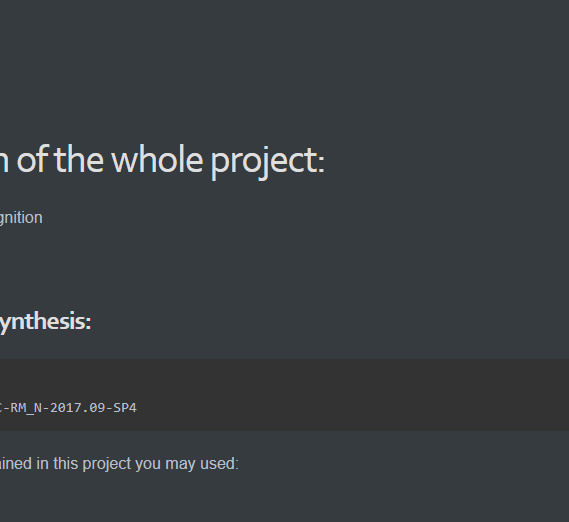 of the whole project:
gnition
ynthesis:
-RM_N-2017.09-SP4
ained in this project you may used: